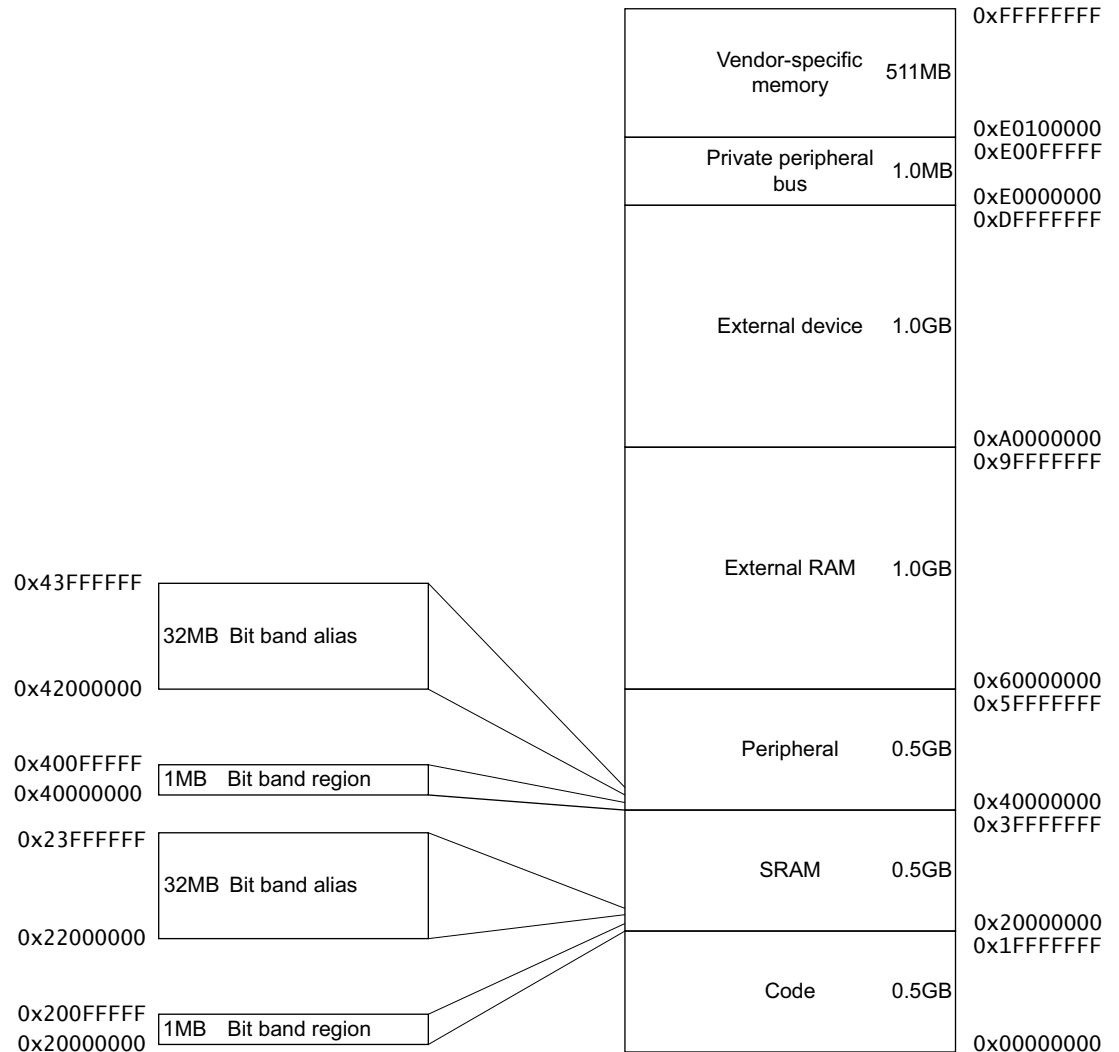 0xFFFFFFFF
Vendor-specific
memory
511MB
0xE0100000
0xE00FFFFF
Private peripheral
bus
1.0MB
0xE0000000
0xDFFFFFFF
External device
1.0GB
0xA0000000
0x9FFFFFFF
External RAM
1.0GB
0x60000000
0x5FFFFFFF
Peripheral
0.5GB
0x40000000
0x3FFFFFFF
SRAM
0.5GB
0x20000000
0x1FFFFFFF
Code
0.5GB
0x00000000
0x43FFFFFF
32MB Bit band alias
0x42000000
0x400FFFFF
1MB Bit band region
0x40000000
0x23FFFFFF
32MB Bit band alias
0x22000000
0x200FFFFF
1MB Bit band region
0x20000000